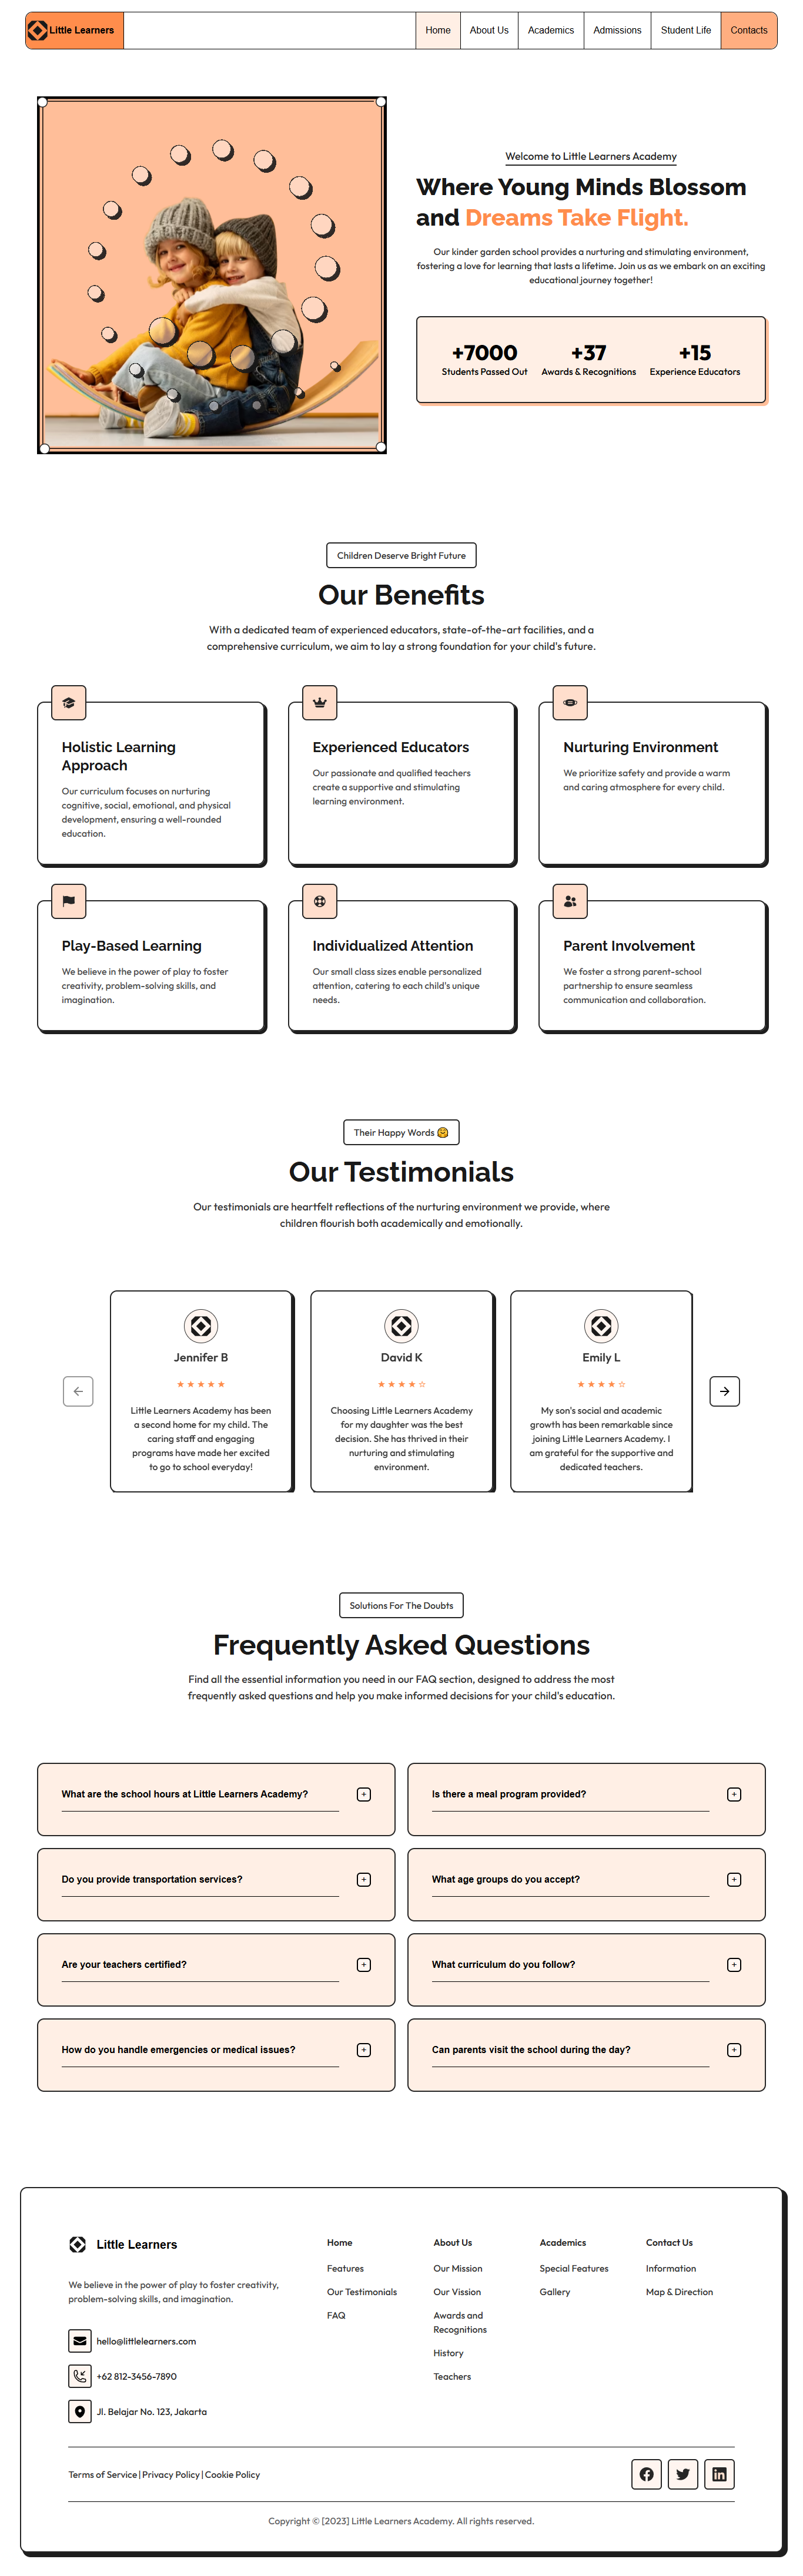 Little Learners
Home
About Us
Academics
Admissions
Student Life
Contacts
Welcome to Little Learners Academy
Where Young Minds Blossom
and Dreams Take Flight.
Our kinder garden school provides a nurturing and stimulating environment,
fostering a love for learning that lasts a lifetime. Join us as we embark on an exciting
educational journey together!
+7000
Students Passed Out
+37
Awards & Recognitions
+15
Experience Educators
Children Deserve Bright Future
Our Benefits
With a dedicated team of experienced educators, state-of-the-art facilities, and a
comprehensive curriculum, we aim to lay a strong foundation for your child's future.
Holistic Learning
Approach
Our curriculum focuses on nurturing
cognitive, social, emotional, and physical
development, ensuring a well-rounded
education.
Experienced Educators
Our passionate and qualified teachers
create a supportive and stimulating
learning environment.
Nurturing Environment
We prioritize safety and provide a warm
and caring atmosphere for every child.
Play-Based Learning
We believe in the power of play to foster
creativity, problem-solving skills, and
imagination.
Individualized Attention
Our small class sizes enable personalized
attention, catering to each child's unique
needs.
Parent Involvement
We foster a strong parent-school
partnership to ensure seamless
communication and collaboration.
Their Happy Words 🤗
Our Testimonials
Our testimonials are heartfelt reflections of the nurturing environment we provide, where
children flourish both academically and emotionally.
Jennifer B
★ ★ ★ ★ ★
Little Learners Academy has been
a second home for my child. The
caring staff and engaging
programs have made her excited
to go to school everyday!
David K
★ ★ ★ ★ ☆
Choosing Little Learners Academy
for my daughter was the best
decision. She has thrived in their
nurturing and stimulating
environment.
Emily L
★ ★ ★ ★ ☆
My son's social and academic
growth has been remarkable since
joining Little Learners Academy. I
am grateful for the supportive and
dedicated teachers.
Solutions For The Doubts
Frequently Asked Questions
Find all the essential information you need in our FAQ section, designed to address the most
frequently asked questions and help you make informed decisions for your child's education.
What are the school hours at Little Learners Academy?
Is there a meal program provided?
Do you provide transportation services?
What age groups do you accept?
Are your teachers certified?
What curriculum do you follow?
How do you handle emergencies or medical issues?
Can parents visit the school during the day?
Little Learners
We believe in the power of play to foster creativity,
problem-solving skills, and imagination.
hello@littlelearners.com
+62 812-3456-7890
Jl. Belajar No. 123, Jakarta
Home
Features
Our Testimonials
FAQ
About Us
Our Mission
Our Vission
Awards and
Recognitions
History
Teachers
Academics
Special Features
Gallery
Contact Us
Information
Map & Direction
Terms of Service | Privacy Policy | Cookie Policy
Copyright © [2023] Little Learners Academy. All rights reserved.